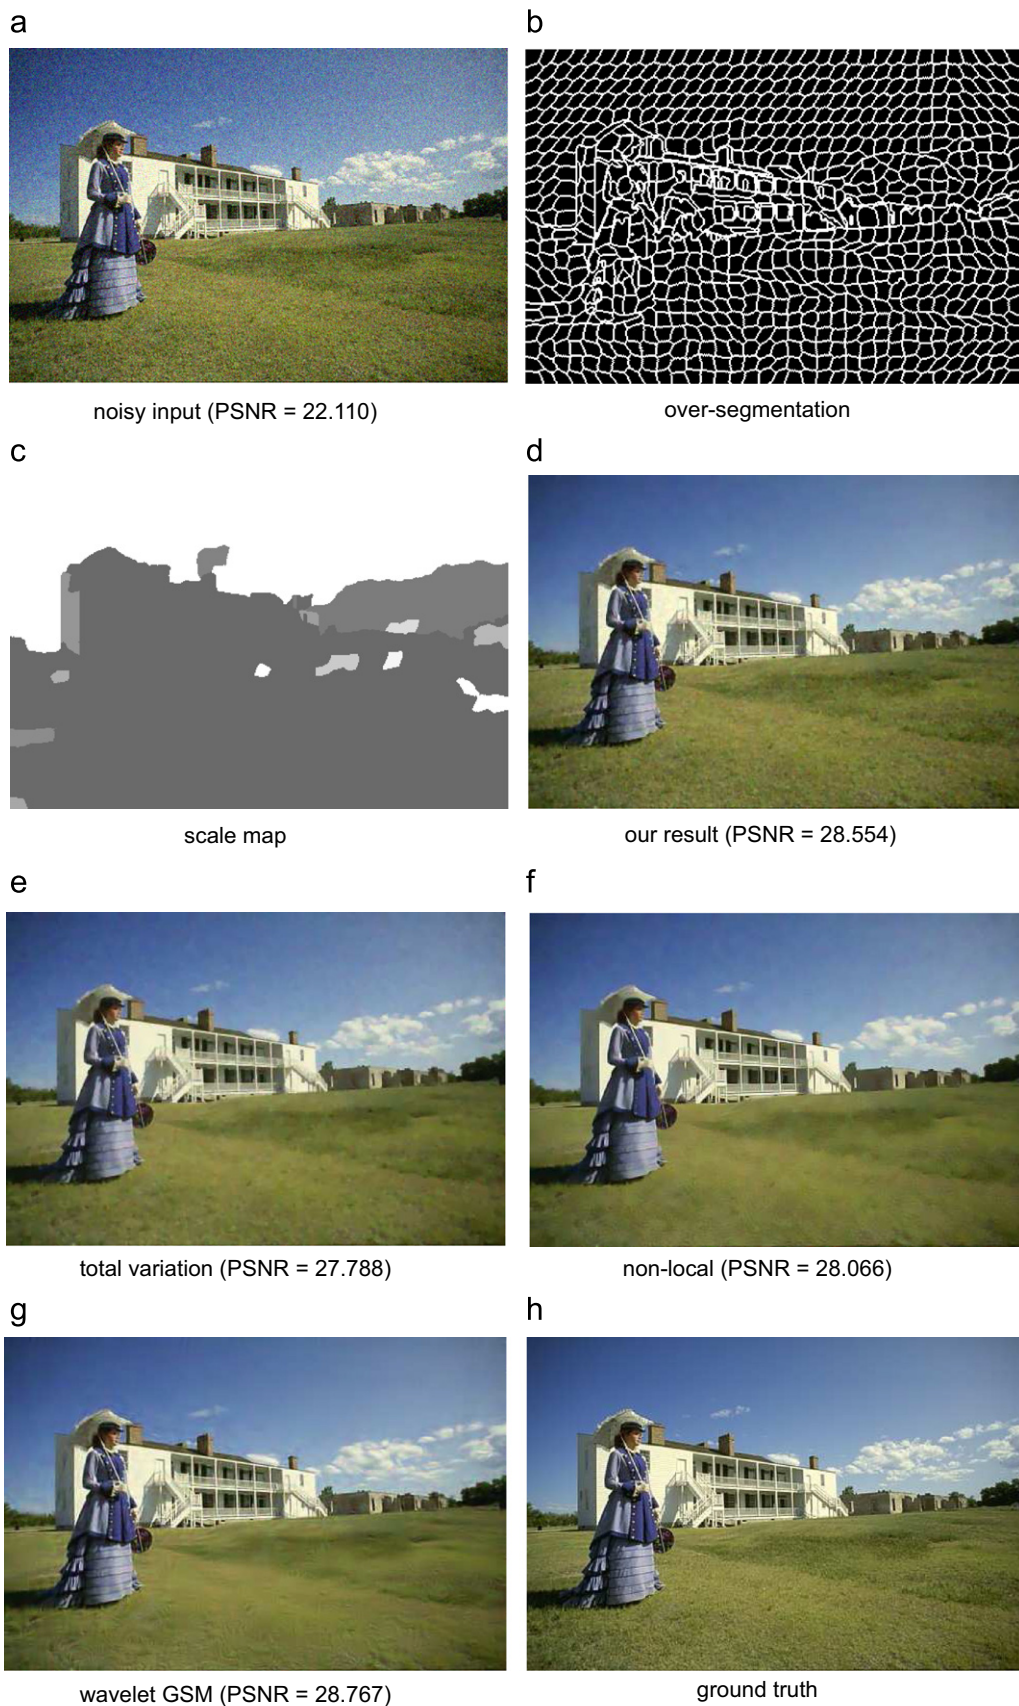 a
b
noisy input (PSNR = 22.110)
over-segmentation
c
d
scale map
our result (PSNR = 28.554)
e
f
total variation (PSNR = 27.788)
non-local (PSNR = 28.066)
g
h
wavelet GSM (PSNR = 28.767)
ground truth